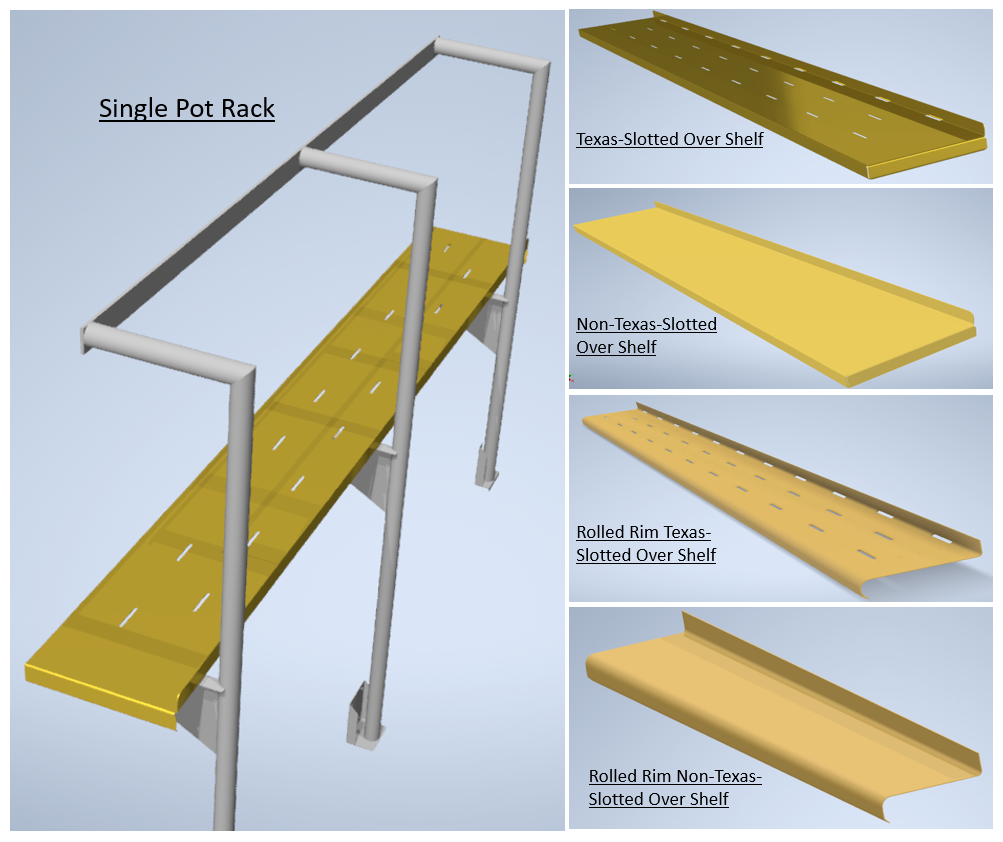 Single Pot Rack
Texas-Slotted Over Shelf
Non-Texas-Slotted
Over Shelf
Rolled Rim Texas-
Slotted Over Shelf
Rolled Rim Non-Texas-
Slotted Over Shelf